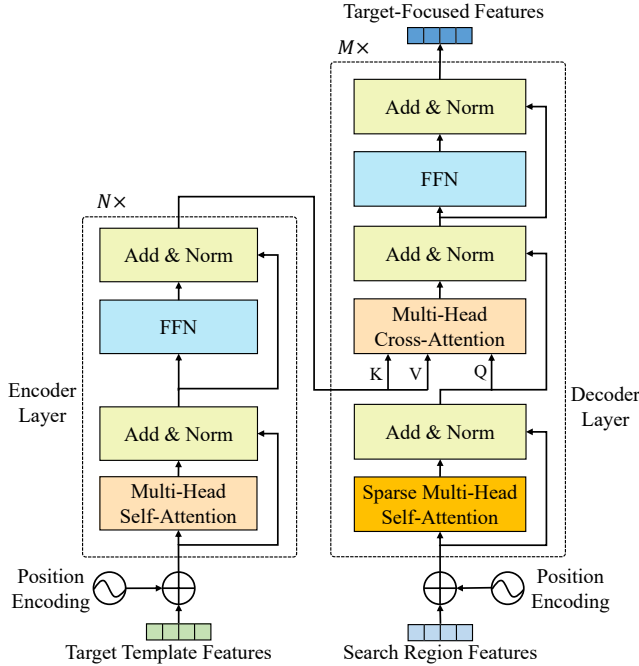 Target-Focused Features
M×
Add & Norm
FFN
Add & Norm
Multi-Head
Cross-Attention
K
V
Q
Add & Norm
Sparse Multi-Head
Self-Attention
Decoder
Layer
Position
Encoding
Search Region Features
N×
Add & Norm
FFN
Encoder
Layer
Add & Norm
Multi-Head
Self-Attention
Position
Encoding
Target Template Features